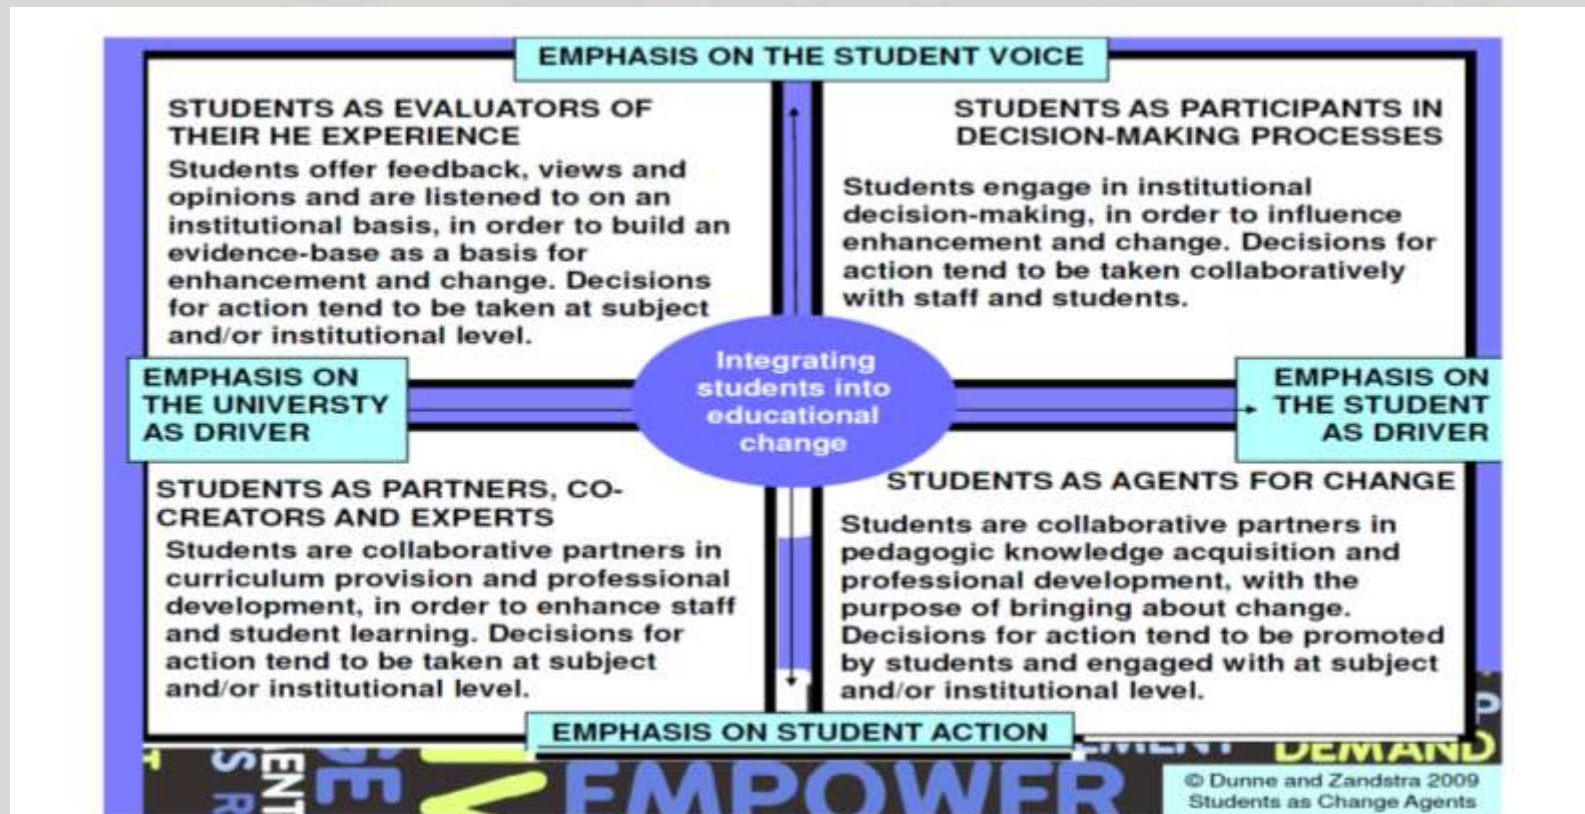 EMPHASIS ON THE STUDENT VOICE
STUDENTS AS EVALUATORS OF
THEIR HE EXPERIENCE
Students offer feedback, views and
opinions and are listened to on an
institutional basis, in order to build an
evidence-base as a basis for
enhancement and change. Decisions
for action tend to be taken at subject
and/or institutional level.
STUDENTS AS PARTICIPANTS IN
DECISION-MAKING PROCESSES
Students engage in institutional
decision-making, in order to influence
enhancement and change. Decisions for
action tend to be taken collaboratively
with staff and students.
EMPHASIS ON
THE UNIVERSTY
AS DRIVER
Integrating
students into
educational
change
EMPHASIS ON
THE STUDENT
AS DRIVER
STUDENTS AS PARTNERS, CO-
CREATORS AND EXPERTS
Students are collaborative partners in
curriculum provision and professional
development, in order to enhance staff
and student learning. Decisions for
action tend to be taken at subject
and/or institutional level.
STUDENTS AS AGENTS FOR CHANGE
Students are collaborative partners in
pedagogic knowledge acquisition and
professional development, with the
purpose of bringing about change.
Decisions for action tend to be promoted
by students and engaged with at subject
and/or institutional level.
EMPHASIS ON STUDENT ACTION
DEMAND
EMPOWER
© Dunne and Zandstra 2009
Students as Change Agents